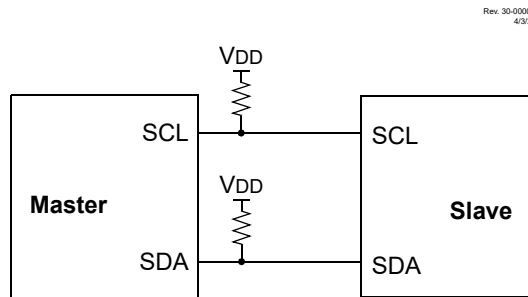 Rev. 30-0000
4/3/
VDD
SCL
SCL
VDD
Master
Slave
SDA
SDA